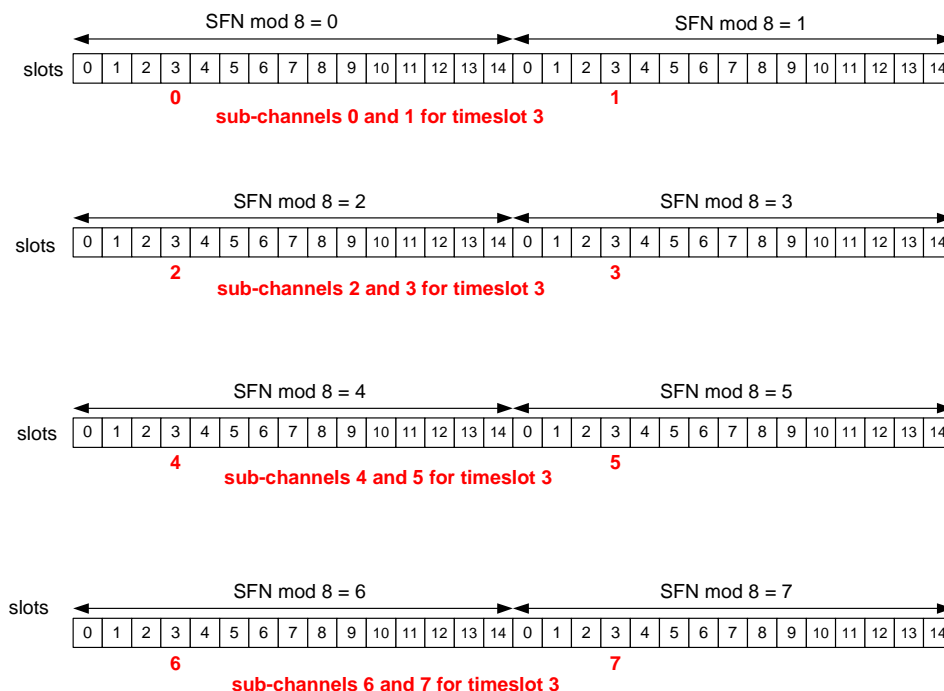 SFN mod 8 = 0 SFN mod 8 = 1
slots 0 1 2 3 4 5 6 7 8 9 10 11 12 13 14 0 1 2 3 4 5 6 7 8 9 10 11 12 13 14
0 1
sub-channels 0 and 1 for timeslot 3
SFN mod 8 = 2 SFN mod 8 = 3
slots 0 1 2 3 4 5 6 7 8 9 10 11 12 13 14 0 1 2 3 4 5 6 7 8 9 10 11 12 13 14
2 3
sub-channels 2 and 3 for timeslot 3
SFN mod 8 = 4 SFN mod 8 = 5
slots 0 1 2 3 4 5 6 7 8 9 10 11 12 13 14 0 1 2 3 4 5 6 7 8 9 10 11 12 13 14
4 5
sub-channels 4 and 5 for timeslot 3
SFN mod 8 = 6 SFN mod 8 = 7
slots
0 1 2 3 4 5 6 7 8 9 10 11 12 13 14 0 1 2 3 4 5 6 7 8 9 10 11 12 13 14
6 7
sub-channels 6 and 7 for timeslot 3